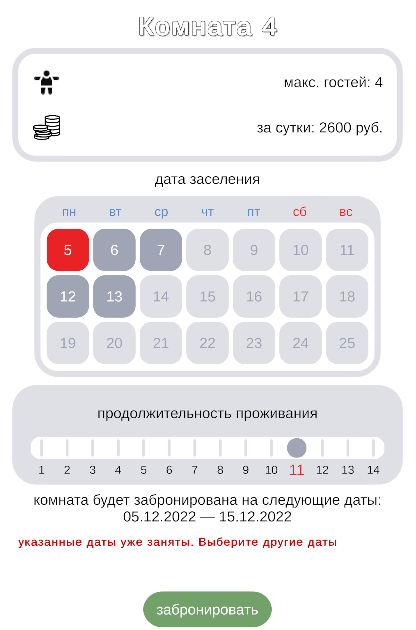 Комната 4
макс. гостей: 4
за сутки: 2600 руб.
дата заселения
пн вт ср чт пт сб вс
5 6 7 8 9 10 11
12 13 14 15 16 17 18
19 20 21 22 23 24 25
продолжительность проживания
1 2 3 4 5 6 7 8 9 10 11 12 13 14
комната будет забронирована на следующие даты:
05.12.2022 — 15.12.2022
указанные даты уже заняты. Выберите другие даты
забронировать